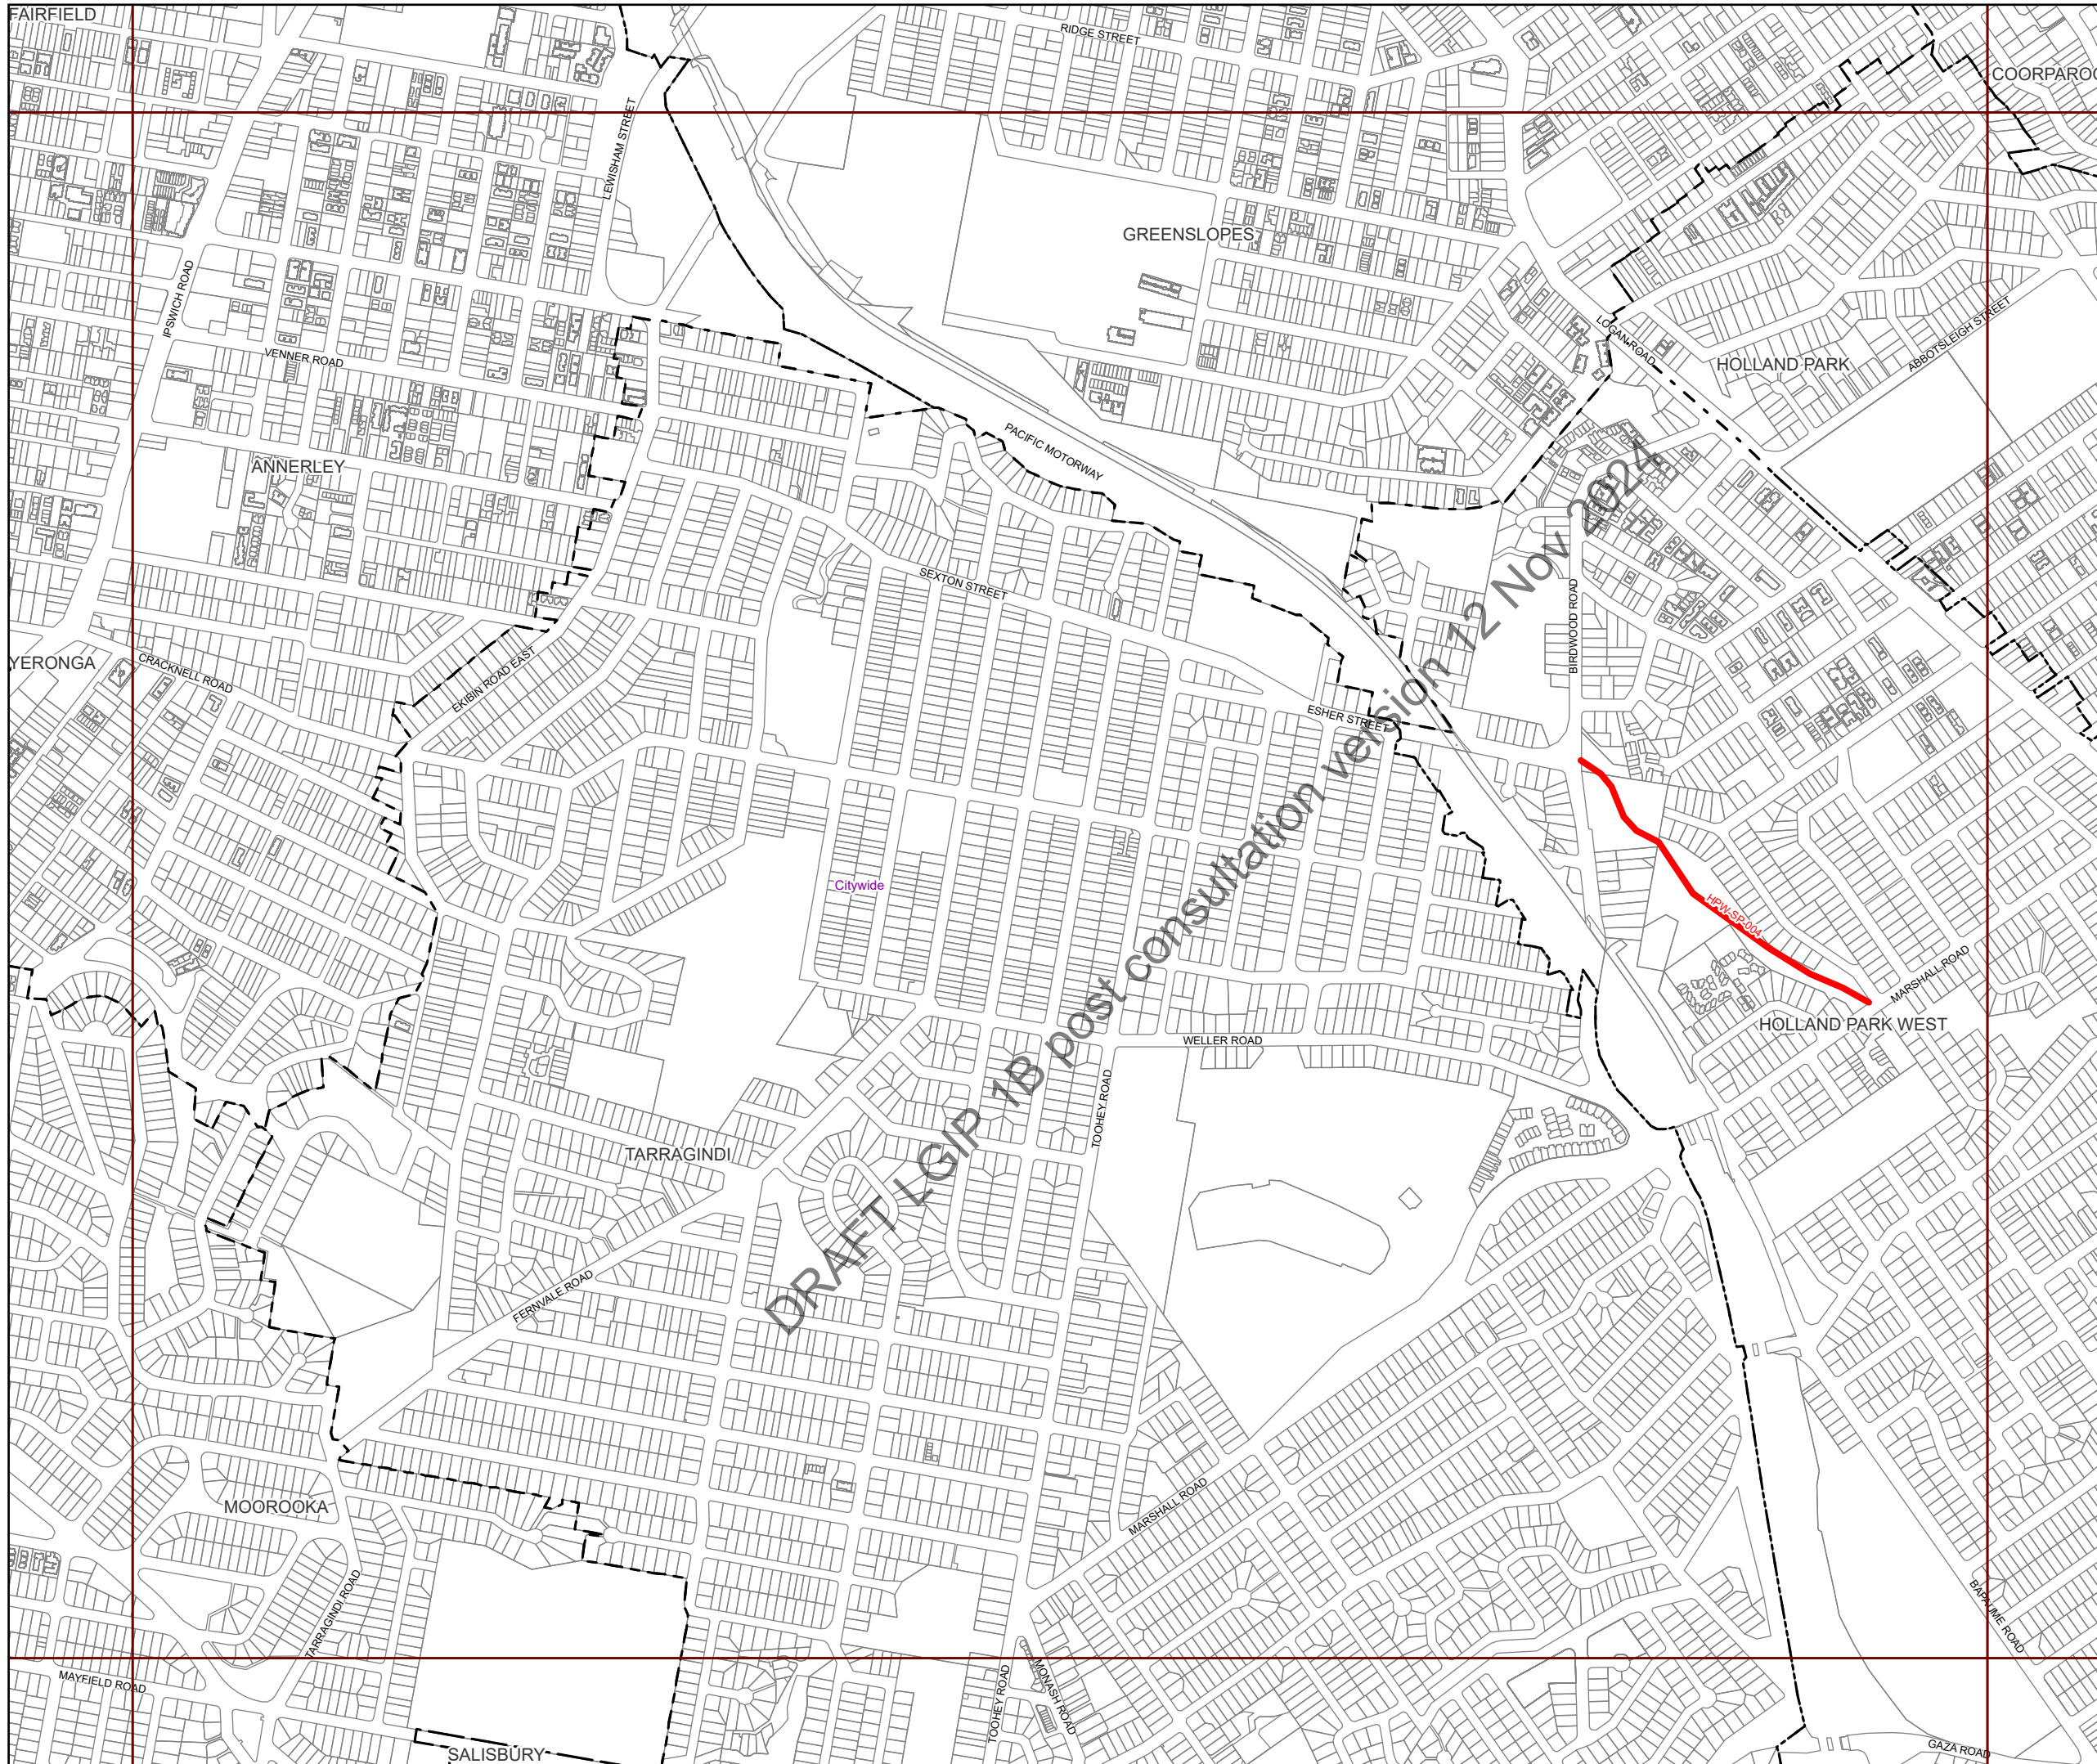 FAIRFIELD
RIDGE STREET
COORPAROO
LEWISHAM STREET
GREENSLOPES
IPSWICH ROAD
LOGAN ROAD
ABBOTSLEIGH STREET
VENNER ROAD
HOLLAND PARK
PACIFIC MOTORWAY
ANNERLEY
SEXTON STREET
BIRDWOOD ROAD
YERONGA
CRACKNELL ROAD
EKIBIN ROAD EAST
ESHER STREET
Citywide
HPW-SP-004
MARSHALL ROAD
HOLLAND PARK WEST
WELLER ROAD
TOOHEY ROAD
TARRAGINDI
DRAFT LGIP 1B post consultation version 12 Nov 2024
FERNVALE ROAD
MOOROOKA
MARSHALL ROAD
TARRAGINDI ROAD
BAPAUME ROAD
MAYFIELD ROAD
TOOHEY ROAD
MONASH ROAD
SALISBURY
GAZA ROAD